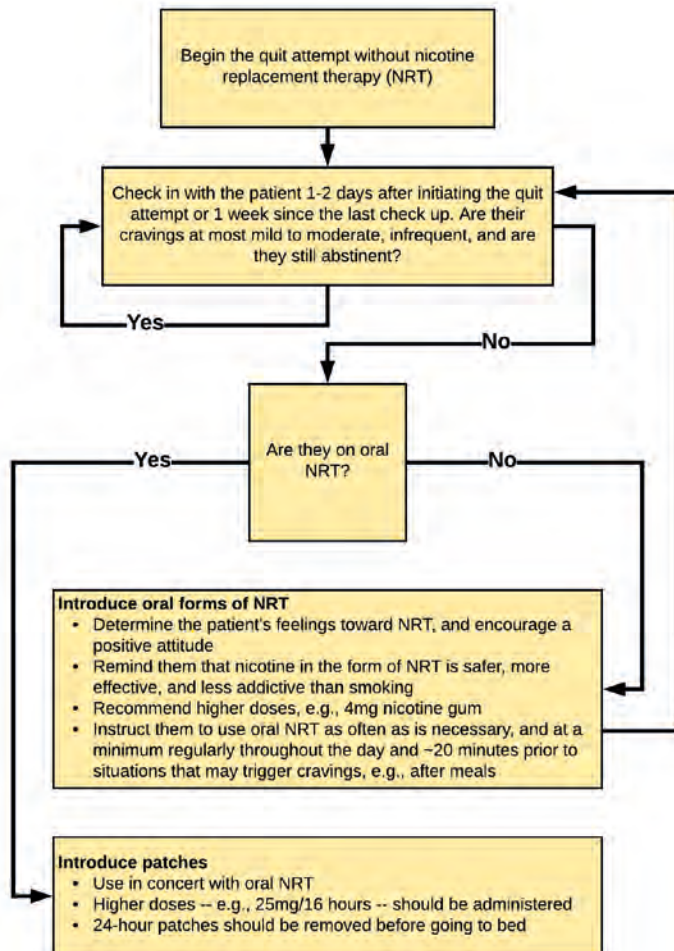 Begin the quit attempt without nicotine
replacement therapy (NRT)
Check in with the patient 1-2 days after initiating the quit
attempt or 1 week since the last check up. Are their
cravings at most mild to moderate, infrequent, and are
they still abstinent?
Yes
No
Are they on oral
NRT?
Yes
No
Introduce oral forms of NRT
• Determine the patient's feelings toward NRT, and encourage a
positive attitude
• Remind them that nicotine in the form of NRT is safer, more
effective, and less addictive than smoking
• Recommend higher doses, e.g., 4mg nicotine gum
• Instruct them to use oral NRT as often as is necessary, and at a
minimum regularly throughout the day and ~20 minutes prior to
situations that may trigger cravings, e.g., after meals
Introduce patches
• Use in concert with oral NRT
• Higher doses -- e.g., 25mg/16 hours -- should be administered
• 24-hour patches should be removed before going to bed